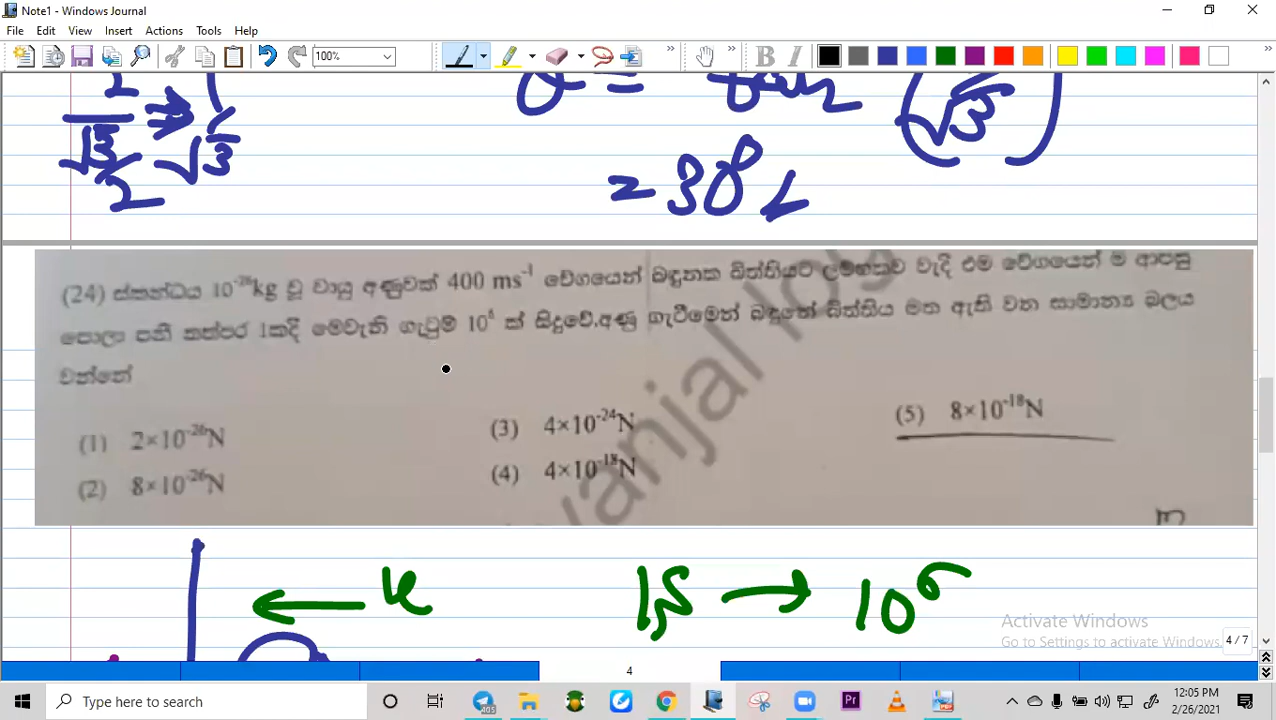 Note1 - Windows Journal
File Edit View Insert Actions Tools Help
100%
B I
= 30°
(24) ස්කන්ධය 10⁻²⁶kg වූ වායු අණුවක් 400 ms⁻¹ වේගයෙන් බඳුනක බිත්තියට ලම්භකව වැදී එම වේගයෙන් ම ආපසු
පොලා පනී තත්පර 1කදී මෙවැනි ගැටුම් 10⁶ ක් සිදුවේ.අණු ගැටීමෙන් බඳුනේ බිත්තිය මත ඇති වන සාමාන්‍ය බලය
වන්නේ
(1) 2×10⁻²⁶N
(2) 8×10⁻²⁶N
(3) 4×10⁻²⁴N
(4) 4×10⁻¹⁸N
(5) 8×10⁻¹⁸N
m
u
1s → 10⁶
Activate Windows
Go to Settings to activate Windows.
4/7
4
Type here to search
405
Pr
12:05 PM
2/26/2021